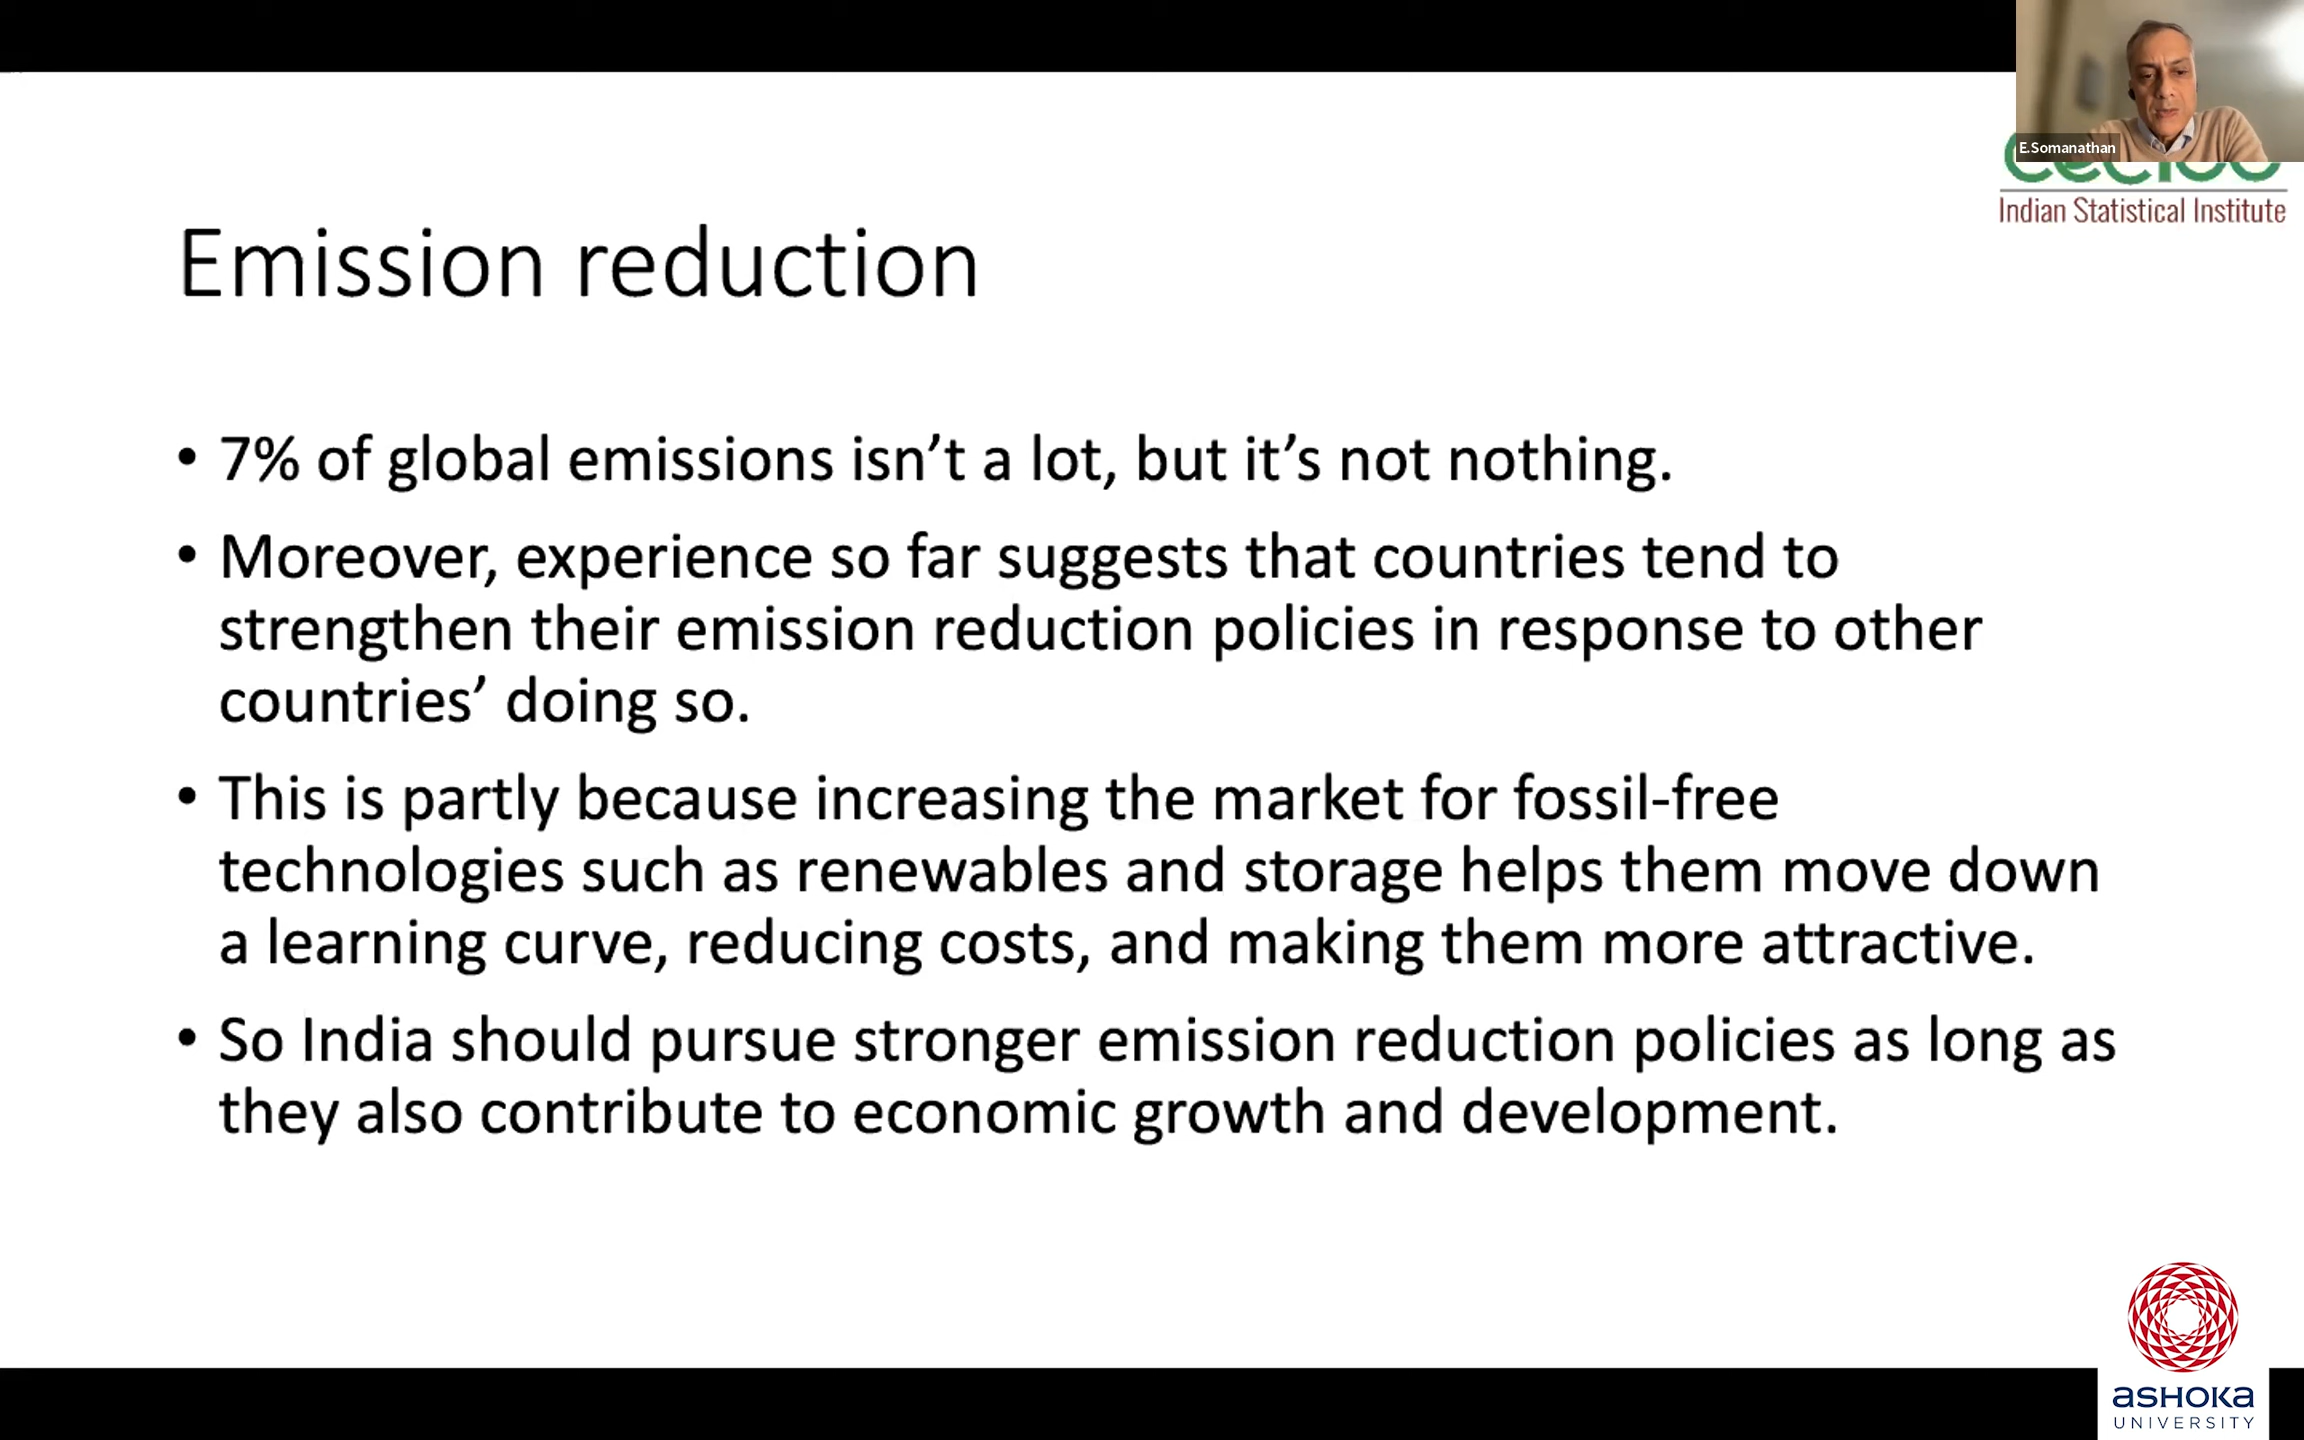 E.Somanathan
Indian Statistical Institute
Emission reduction
• 7% of global emissions isn’t a lot, but it’s not nothing.
• Moreover, experience so far suggests that countries tend to
strengthen their emission reduction policies in response to other
countries’ doing so.
• This is partly because increasing the market for fossil-free
technologies such as renewables and storage helps them move down
a learning curve, reducing costs, and making them more attractive.
• So India should pursue stronger emission reduction policies as long as
they also contribute to economic growth and development.
ASHOKA
UNIVERSITY